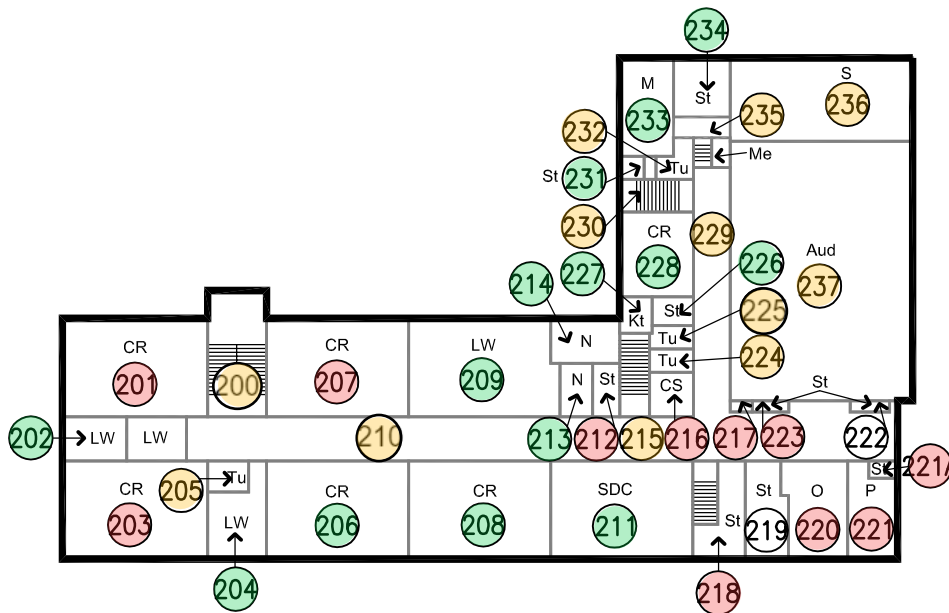 234
M
S
St
233
235
236
232
Me
Tu
St
231
230
CR
229
Aud
227
228
226
237
214
St
225
Kt
Tu
N
224
Tu
CR
CR
LW
N
St
CS
St
201
200
207
209
202
LW
LW
210
213
212
215
216
217
223
222
St
221A
CR
205
Tu
CR
CR
SDC
St
O
P
203
LW
206
208
211
St
219
220
221
204
218